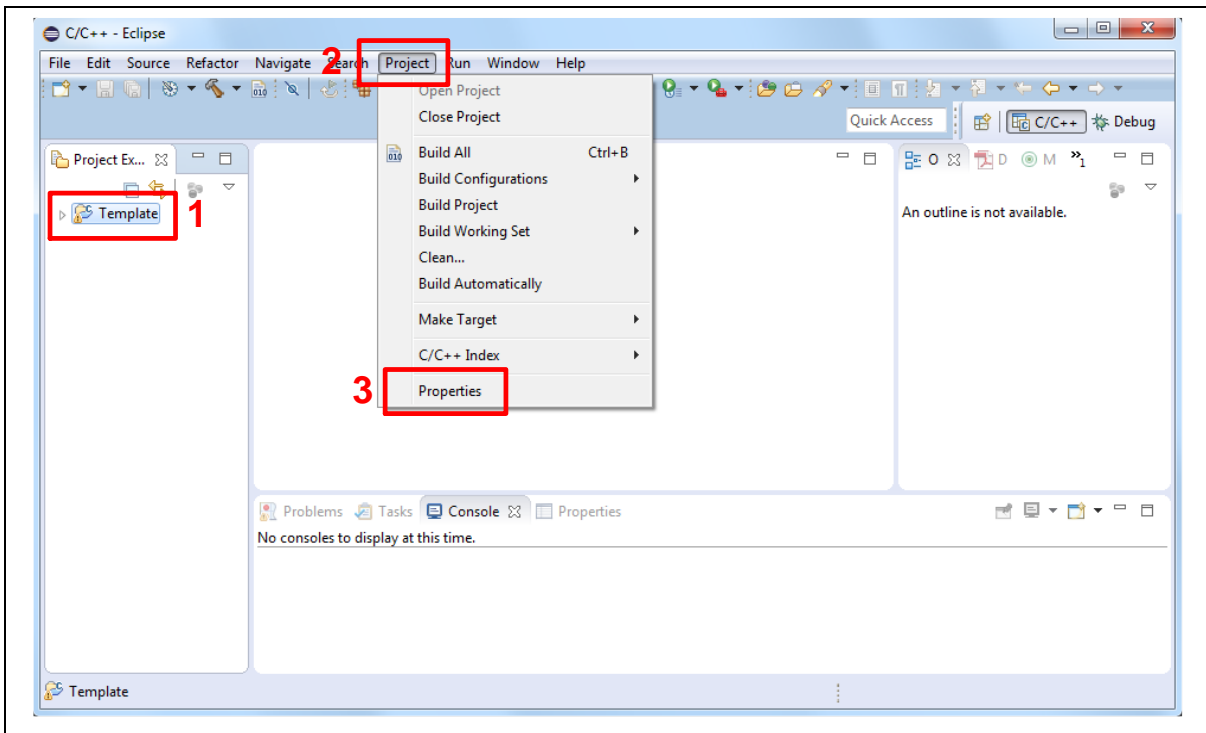 C/C++ - Eclipse
File Edit Source Refactor Navigate Search Project Run Window Help
2
Open Project
Quick Access C/C++ Debug
Close Project
Project Ex... O D M »1
Build All Ctrl+B
Build Configurations
Template 1
Build Project
An outline is not available.
Build Working Set
Clean...
Build Automatically
Make Target
C/C++ Index
3 Properties
Problems Tasks Console Properties
No consoles to display at this time.
Template